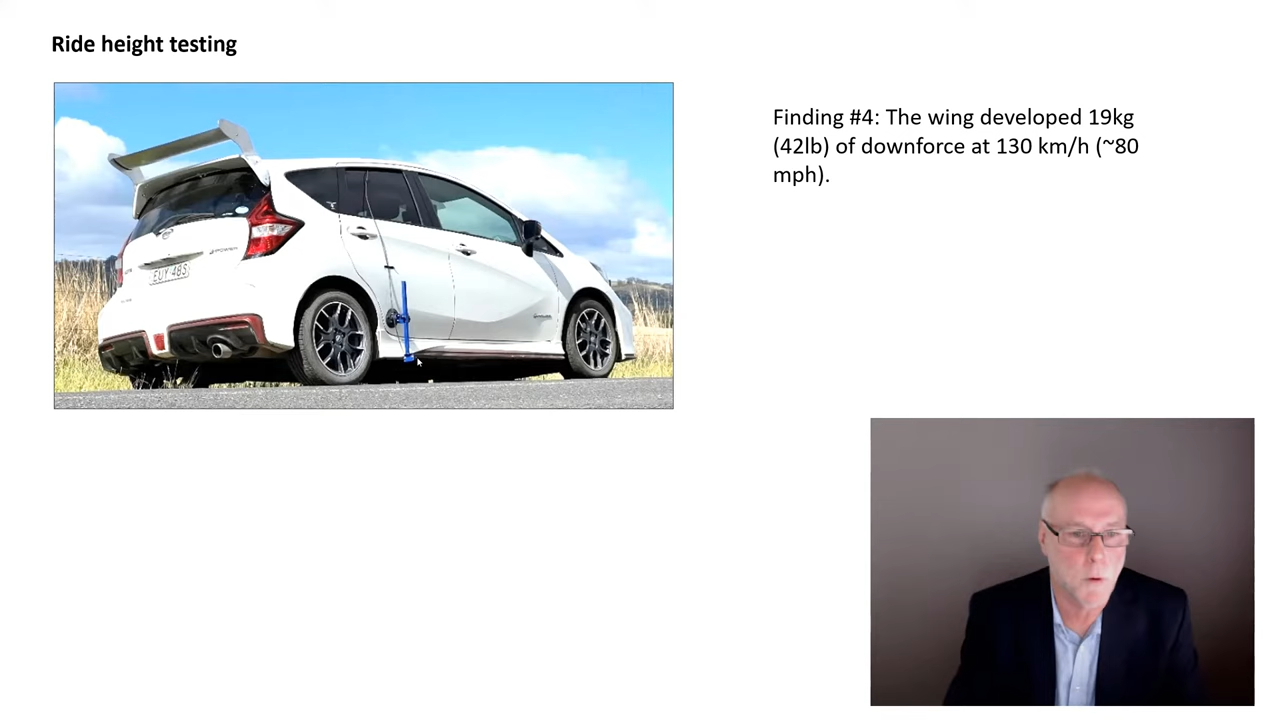 Ride height testing
Finding #4: The wing developed 19kg
(42lb) of downforce at 130 km/h (~80
mph).
EUY·48S